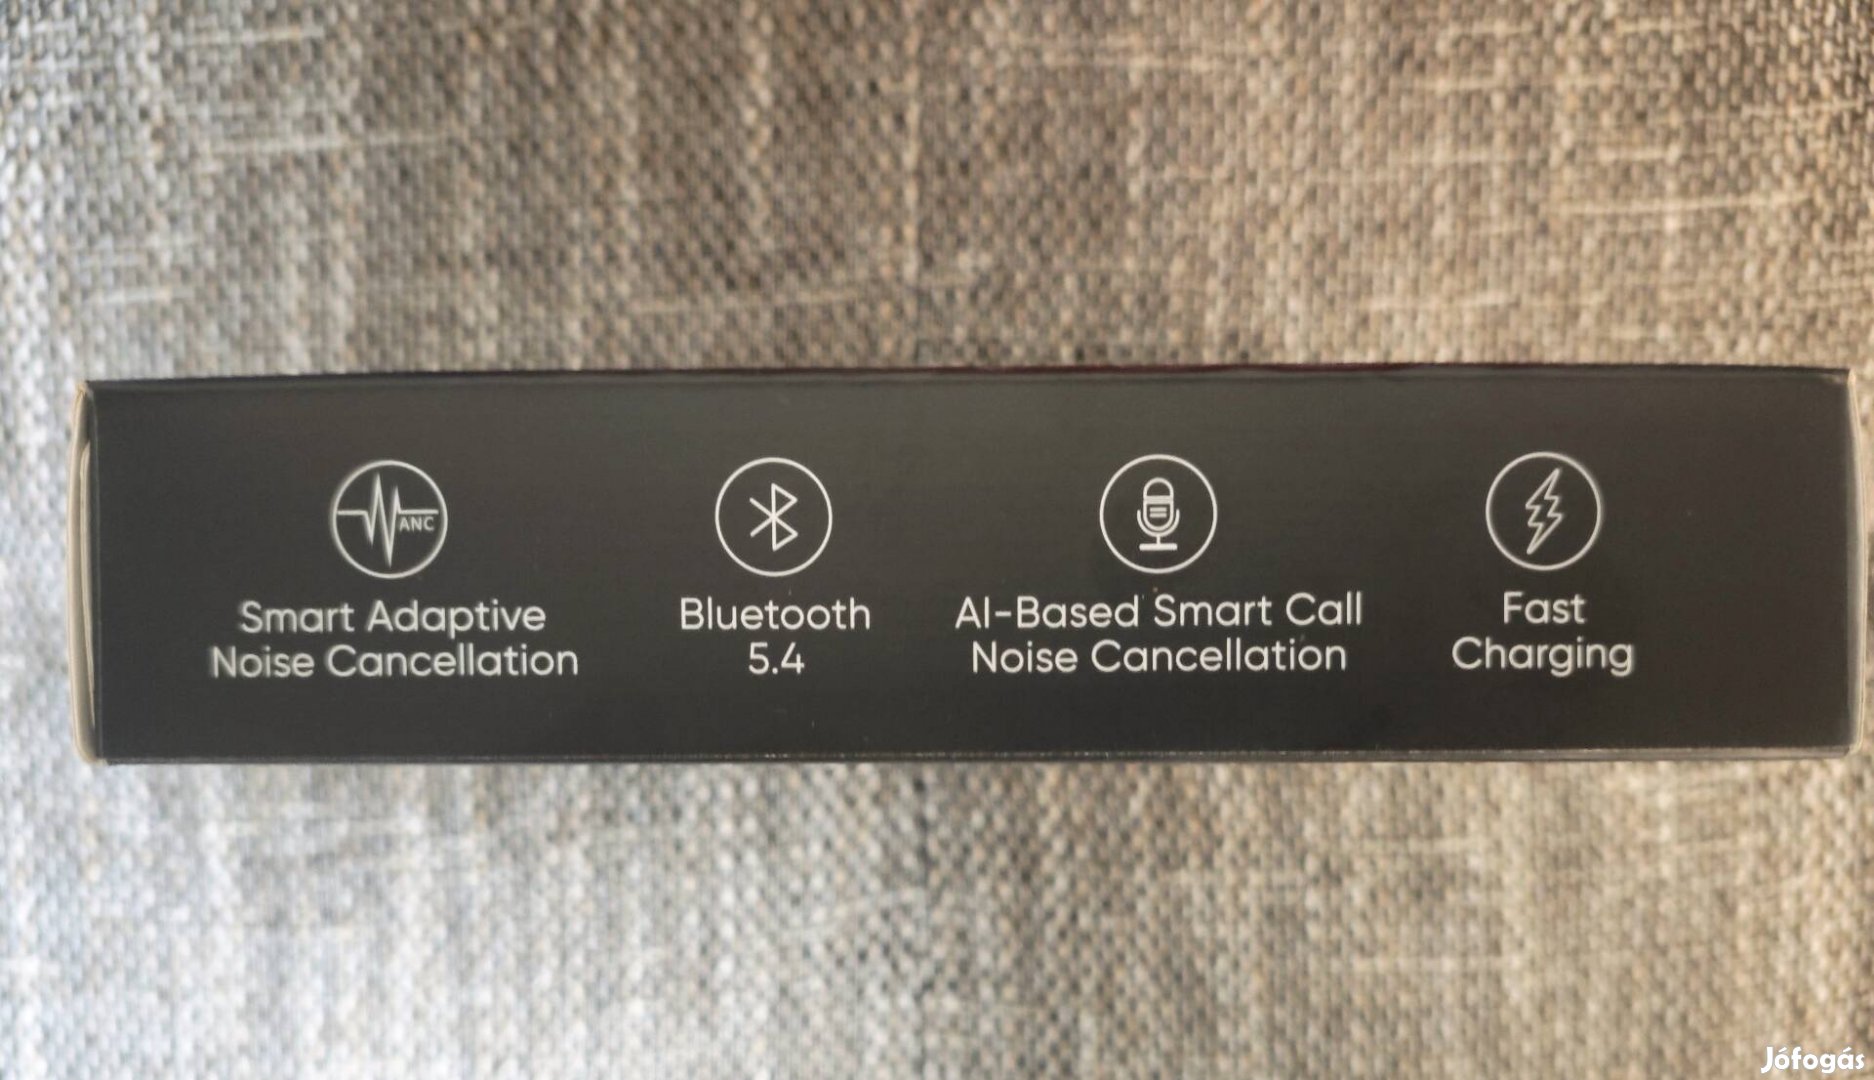 ANC
Smart Adaptive
Noise Cancellation
Bluetooth
5.4
AI-Based Smart Call
Noise Cancellation
Fast
Charging
Jófogás